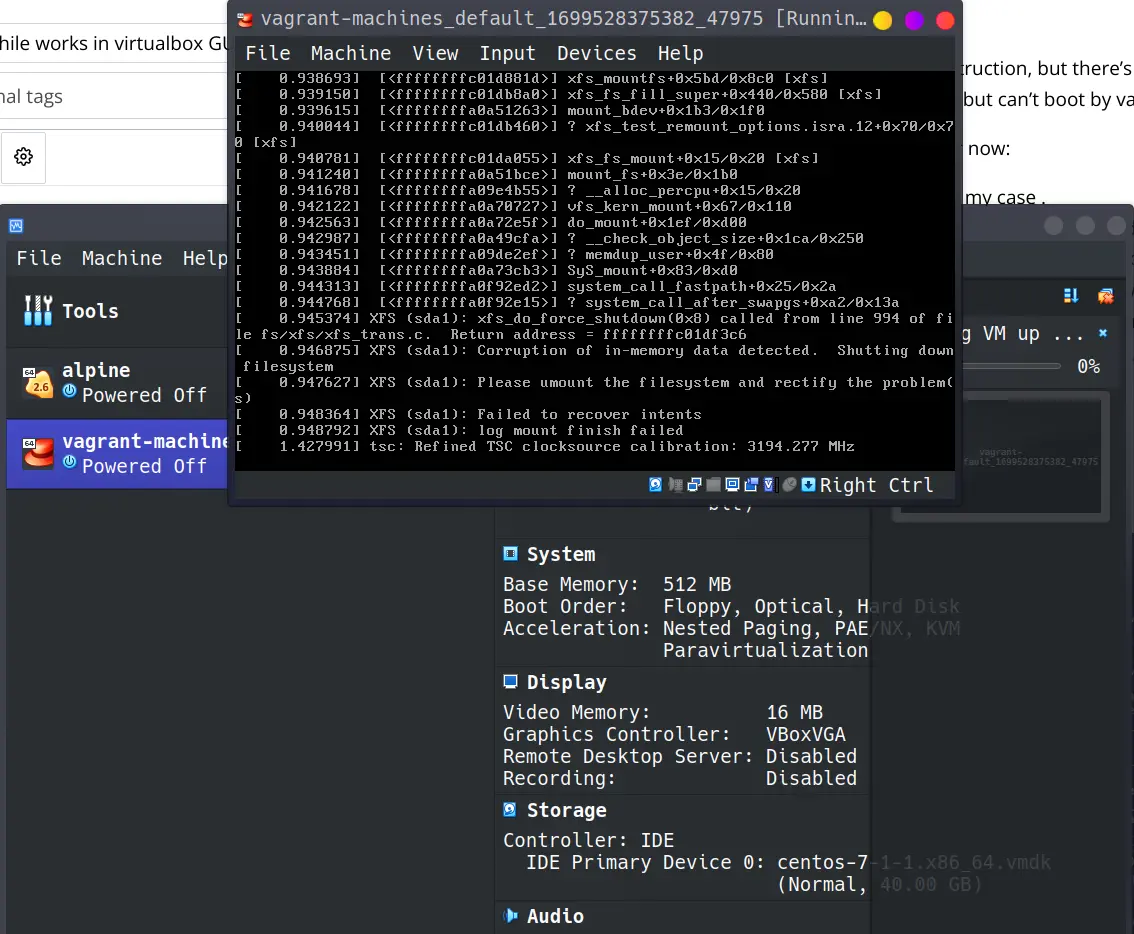 vagrant-machines_default_1699528375382_47975 [Runnin...
File Machine View Input Devices Help
[    0.938693]  [<ffffffffc01d881d>] xfs_mountfs+0x5bd/0x8c0 [xfs]
[    0.939150]  [<ffffffffc01db8a0>] xfs_fs_fill_super+0x440/0x580 [xfs]
[    0.939615]  [<ffffffffa0a51263>] mount_bdev+0x1b3/0x1f0
[    0.940044]  [<ffffffffc01db460>] ? xfs_test_remount_options.isra.12+0x70/0x7
0 [xfs]
[    0.940781]  [<ffffffffc01da055>] xfs_fs_mount+0x15/0x20 [xfs]
[    0.941240]  [<ffffffffa0a51bce>] mount_fs+0x3e/0x1b0
[    0.941678]  [<ffffffffa09e4b55>] ? __alloc_percpu+0x15/0x20
[    0.942122]  [<ffffffffa0a70727>] vfs_kern_mount+0x67/0x110
[    0.942563]  [<ffffffffa0a72e5f>] do_mount+0x1ef/0xd00
[    0.942987]  [<ffffffffa0a49cfa>] ? __check_object_size+0x1ca/0x250
[    0.943451]  [<ffffffffa09de2ef>] ? memdup_user+0x4f/0x80
[    0.943884]  [<ffffffffa0a73cb3>] SyS_mount+0x83/0xd0
[    0.944313]  [<ffffffffa0f92ed2>] system_call_fastpath+0x25/0x2a
[    0.944768]  [<ffffffffa0f92e15>] ? system_call_after_swapgs+0xa2/0x13a
[    0.945374] XFS (sda1): xfs_do_force_shutdown(0x8) called from line 994 of fi
le fs/xfs/xfs_trans.c.  Return address = ffffffffc01df3c6
[    0.946875] XFS (sda1): Corruption of in-memory data detected.  Shutting down
 filesystem
[    0.947627] XFS (sda1): Please umount the filesystem and rectify the problem(
s)
[    0.948364] XFS (sda1): Failed to recover intents
[    0.948792] XFS (sda1): log mount finish failed
[    1.427991] tsc: Refined TSC clocksource calibration: 3194.277 MHz
Right Ctrl
hile works in virtualbox GU
nal tags
truction, but there's
but can't boot by va
now:
my case .
File Machine Help
Tools
64
2.6
alpine
Powered Off
64
vagrant-machine
Powered Off
g VM up ...
0%
vagrant-
fault_1699528375382_47975
System
Base Memory: 512 MB
Boot Order: Floppy, Optical, Hard Disk
Acceleration: Nested Paging, PAE/NX, KVM
Paravirtualization
Display
Video Memory: 16 MB
Graphics Controller: VBoxVGA
Remote Desktop Server: Disabled
Recording: Disabled
Storage
Controller: IDE
IDE Primary Device 0: centos-7-1-1.x86_64.vmdk
(Normal, 40.00 GB)
Audio